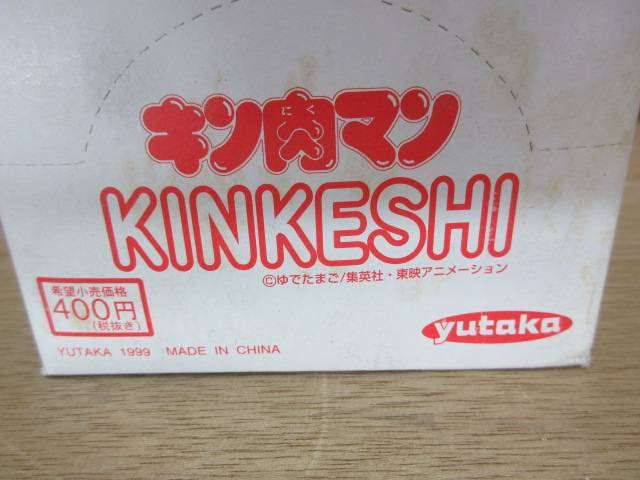 キン肉マン
にく
KINKESHI
©ゆでたまご/集英社・東映アニメーション
希望小売価格
400円
(税抜き)
yutaka
YUTAKA 1999 MADE IN CHINA